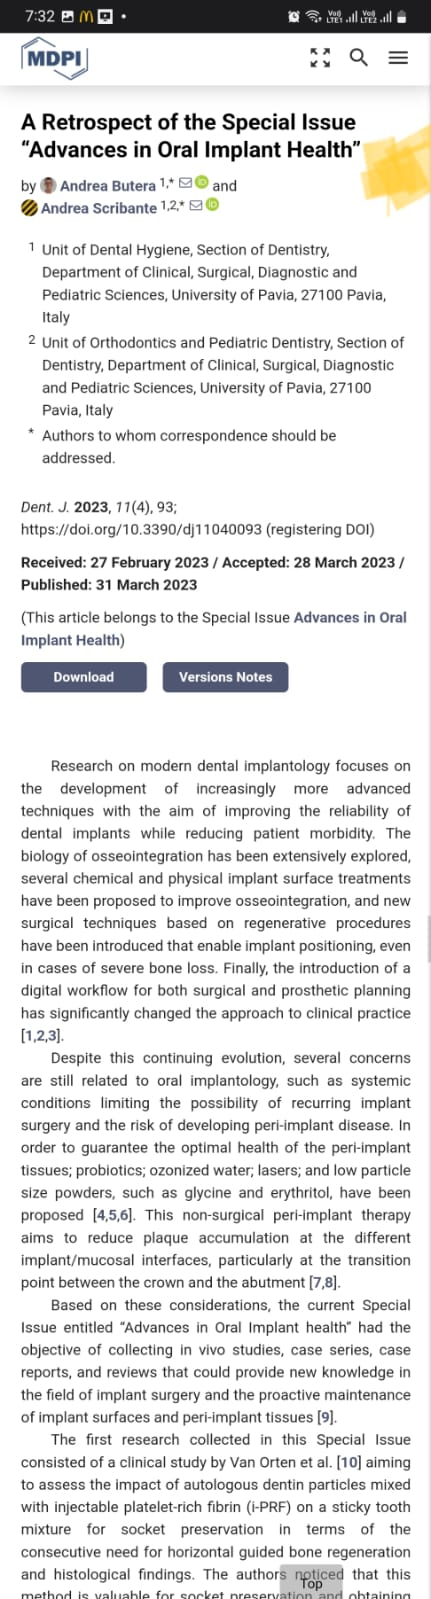 7:32
Vo)) LTE1 Vo)) LTE2
MDPI
A Retrospect of the Special Issue
“Advances in Oral Implant Health”
by Andrea Butera 1,* iD and
Andrea Scribante 1,2,* iD
1 Unit of Dental Hygiene, Section of Dentistry,
Department of Clinical, Surgical, Diagnostic and
Pediatric Sciences, University of Pavia, 27100 Pavia,
Italy
2 Unit of Orthodontics and Pediatric Dentistry, Section of
Dentistry, Department of Clinical, Surgical, Diagnostic
and Pediatric Sciences, University of Pavia, 27100
Pavia, Italy
* Authors to whom correspondence should be
addressed.
Dent. J. 2023, 11(4), 93;
https://doi.org/10.3390/dj11040093 (registering DOI)
Received: 27 February 2023 / Accepted: 28 March 2023 /
Published: 31 March 2023
(This article belongs to the Special Issue Advances in Oral
Implant Health)
Download Versions Notes
Research on modern dental implantology focuses on
the development of increasingly more advanced
techniques with the aim of improving the reliability of
dental implants while reducing patient morbidity. The
biology of osseointegration has been extensively explored,
several chemical and physical implant surface treatments
have been proposed to improve osseointegration, and new
surgical techniques based on regenerative procedures
have been introduced that enable implant positioning, even
in cases of severe bone loss. Finally, the introduction of a
digital workflow for both surgical and prosthetic planning
has significantly changed the approach to clinical practice
[1,2,3].
Despite this continuing evolution, several concerns
are still related to oral implantology, such as systemic
conditions limiting the possibility of recurring implant
surgery and the risk of developing peri-implant disease. In
order to guarantee the optimal health of the peri-implant
tissues; probiotics; ozonized water; lasers; and low particle
size powders, such as glycine and erythritol, have been
proposed [4,5,6]. This non-surgical peri-implant therapy
aims to reduce plaque accumulation at the different
implant/mucosal interfaces, particularly at the transition
point between the crown and the abutment [7,8].
Based on these considerations, the current Special
Issue entitled “Advances in Oral Implant health” had the
objective of collecting in vivo studies, case series, case
reports, and reviews that could provide new knowledge in
the field of implant surgery and the proactive maintenance
of implant surfaces and peri-implant tissues [9].
The first research collected in this Special Issue
consisted of a clinical study by Van Orten et al. [10] aiming
to assess the impact of autologous dentin particles mixed
with injectable platelet-rich fibrin (i-PRF) on a sticky tooth
mixture for socket preservation in terms of the
consecutive need for horizontal guided bone regeneration
and histological findings. The authors noticed that this
Top
method is valuable for socket preservation and obtaining